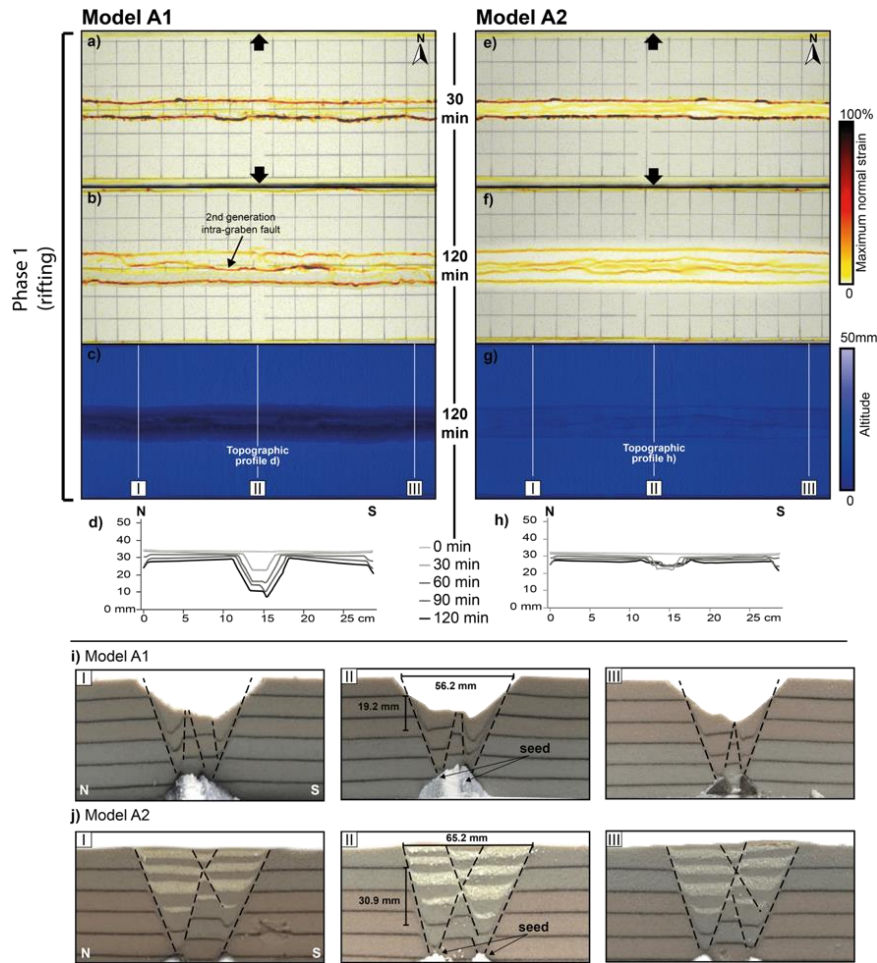 Model A1
Model A2
Phase 1
(rifting)
a)
N
30
min
e)
N
100%
Maximum normal strain
0
b)
2nd generation
intra-graben fault
120
min
f)
c)
Topographic
profile d)
I
II
III
120
min
g)
Topographic
profile h)
I
II
III
50mm
Altitude
0
d)
N
S
50
40
30
20
10
0 mm
0
5
10
15
20
25 cm
0 min
30 min
60 min
90 min
120 min
h)
N
S
50
40
30
20
10
0 mm
0
5
10
15
20
25 cm
i) Model A1
I
N
S
II
56.2 mm
19.2 mm
seed
III
j) Model A2
I
N
S
II
65.2 mm
30.9 mm
seed
III